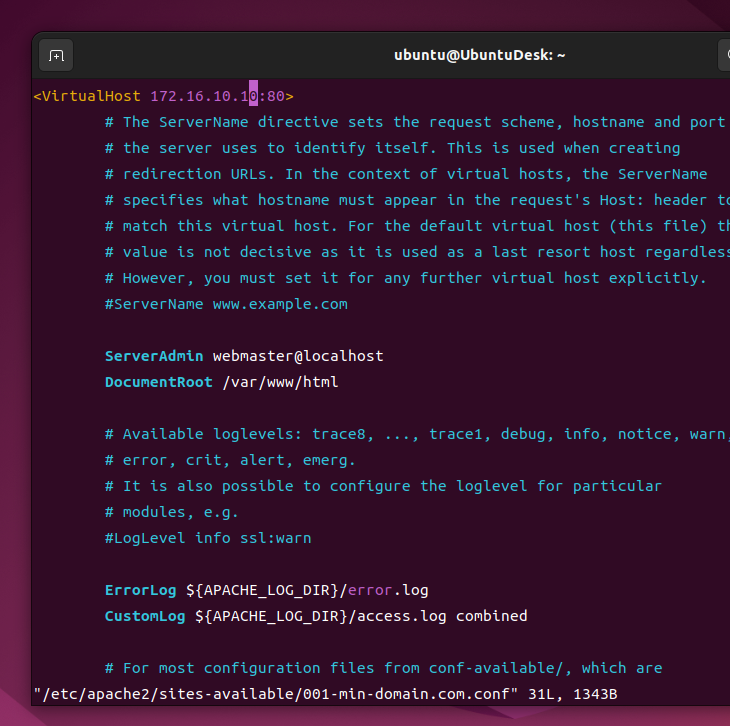 ubuntu@UbuntuDesk: ~
<VirtualHost 172.16.10.10:80>
# The ServerName directive sets the request scheme, hostname and port
# the server uses to identify itself. This is used when creating
# redirection URLs. In the context of virtual hosts, the ServerName
# specifies what hostname must appear in the request's Host: header to
# match this virtual host. For the default virtual host (this file)
# value is not decisive as it is used as a last resort host regardless
# However, you must set it for any further virtual host explicitly.
#ServerName www.example.com
ServerAdmin webmaster@localhost
DocumentRoot /var/www/html
# Available loglevels: trace8, ..., trace1, debug, info, notice, warn,
# error, crit, alert, emerg.
# It is also possible to configure the loglevel for particular
# modules, e.g.
#LogLevel info ssl:warn
ErrorLog ${APACHE_LOG_DIR}/error.log
CustomLog ${APACHE_LOG_DIR}/access.log combined
# For most configuration files from conf-available/, which are
"/etc/apache2/sites-available/001-min-domain.com.conf" 31L, 1343B